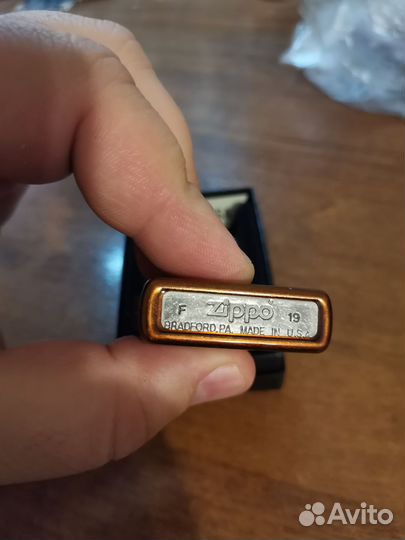 F Zippo 19
BRADFORD, PA. MADE IN U.S.A.
Avito